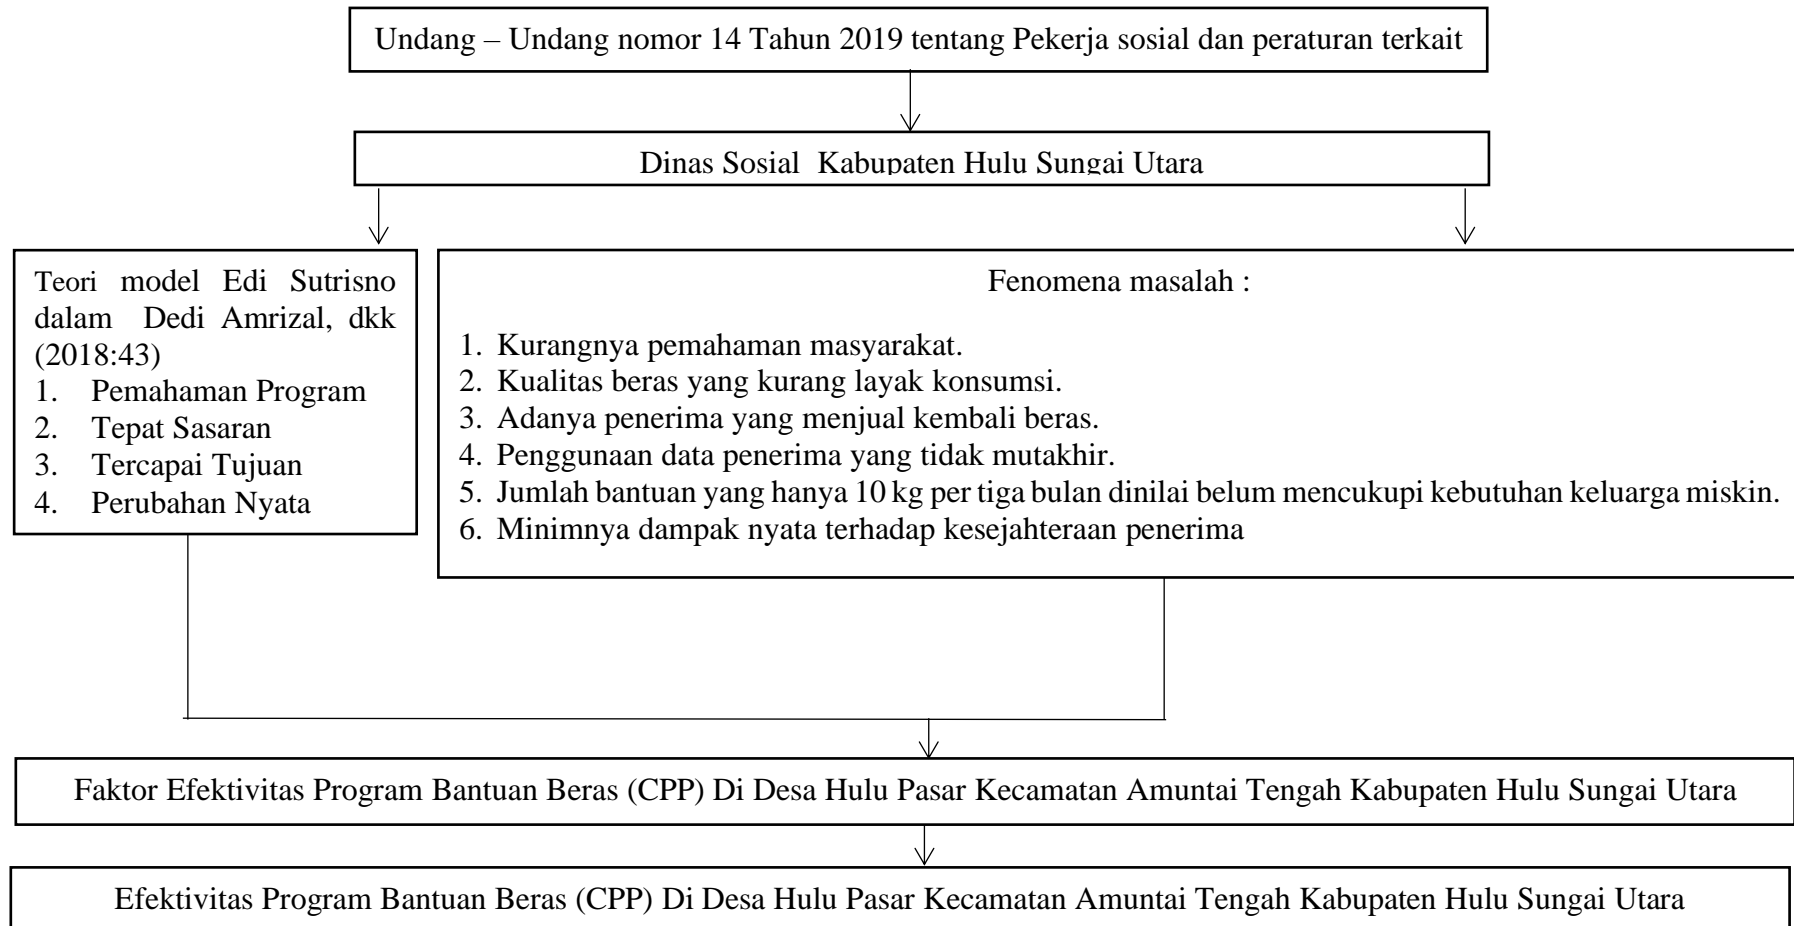 Undang – Undang nomor 14 Tahun 2019 tentang Pekerja sosial dan peraturan terkait
Dinas Sosial Kabupaten Hulu Sungai Utara
Teori model Edi Sutrisno
dalam Dedi Amrizal, dkk
(2018:43)
1. Pemahaman Program
2. Tepat Sasaran
3. Tercapai Tujuan
4. Perubahan Nyata
Fenomena masalah :
1. Kurangnya pemahaman masyarakat.
2. Kualitas beras yang kurang layak konsumsi.
3. Adanya penerima yang menjual kembali beras.
4. Penggunaan data penerima yang tidak mutakhir.
5. Jumlah bantuan yang hanya 10 kg per tiga bulan dinilai belum mencukupi kebutuhan keluarga miskin.
6. Minimnya dampak nyata terhadap kesejahteraan penerima
Faktor Efektivitas Program Bantuan Beras (CPP) Di Desa Hulu Pasar Kecamatan Amuntai Tengah Kabupaten Hulu Sungai Utara
Efektivitas Program Bantuan Beras (CPP) Di Desa Hulu Pasar Kecamatan Amuntai Tengah Kabupaten Hulu Sungai Utara